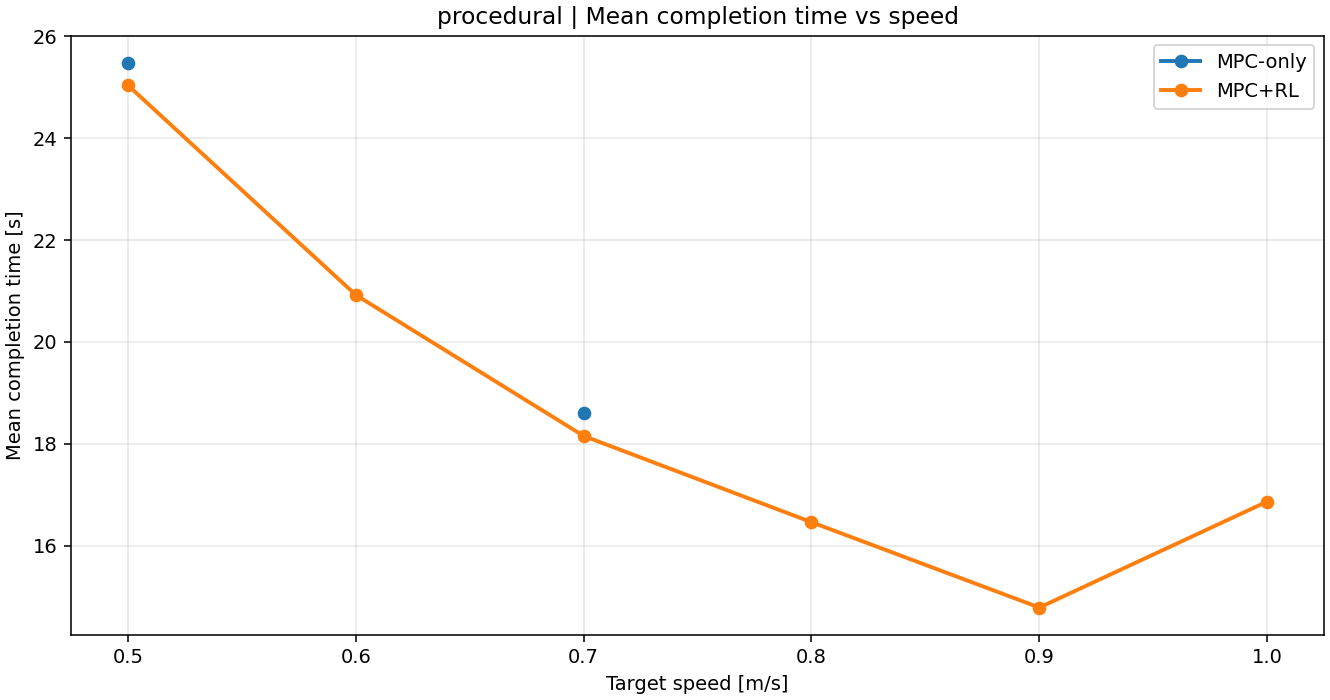 procedural | Mean completion time vs speed
MPC-only
MPC+RL
Mean completion time [s]
26
24
22
20
18
16
0.5
0.6
0.7
0.8
0.9
1.0
Target speed [m/s]